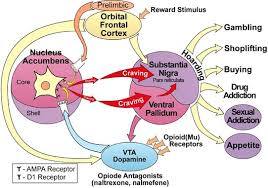 Prelimbic
Orbital
Frontal
Cortex
Reward Stimulus
Nucleus
Accumbens
Core
Shell
Craving
Craving
Substantia
Nigra
Pars reticulata
Ventral
Pallidum
Hoarding
Gambling
Shoplifting
Buying
Drug
Addiction
Sexual
Addiction
Appetite
VTA
Dopamine
Opioid(Mu)
Receptors
- AMPA Receptor
- D1 Receptor
Opiode Antagonists
(naltrexone, nalmefene)